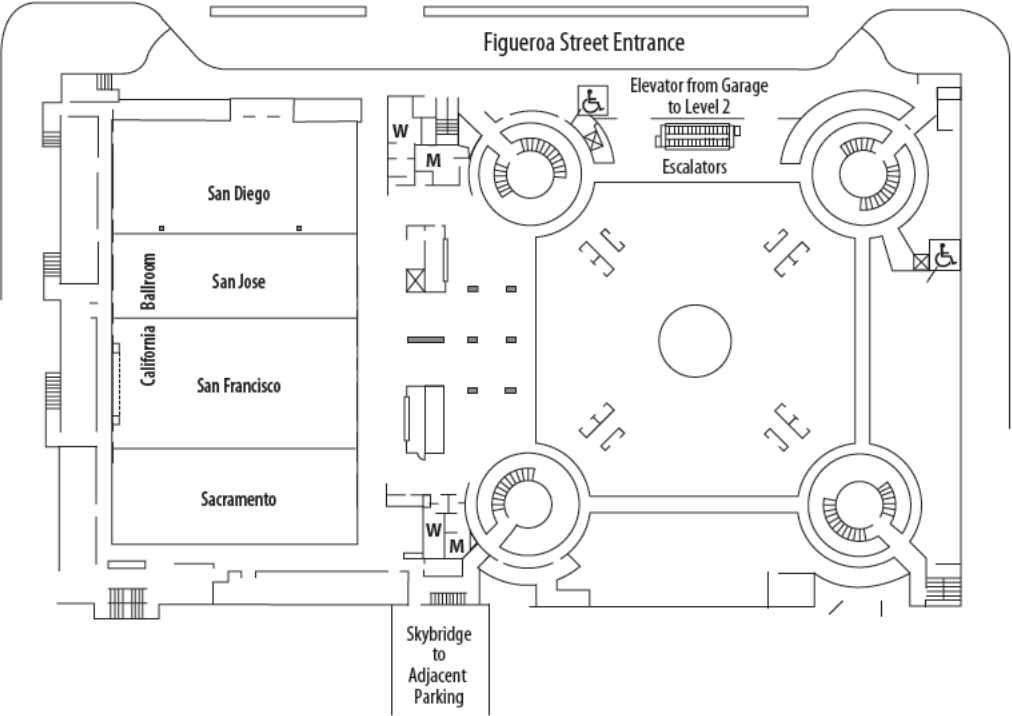 Figueroa Street Entrance
Elevator from Garage
to Level 2
Escalators
W
M
San Diego
San Jose
California Ballroom
San Francisco
Sacramento
W
M
Skybridge
to
Adjacent
Parking